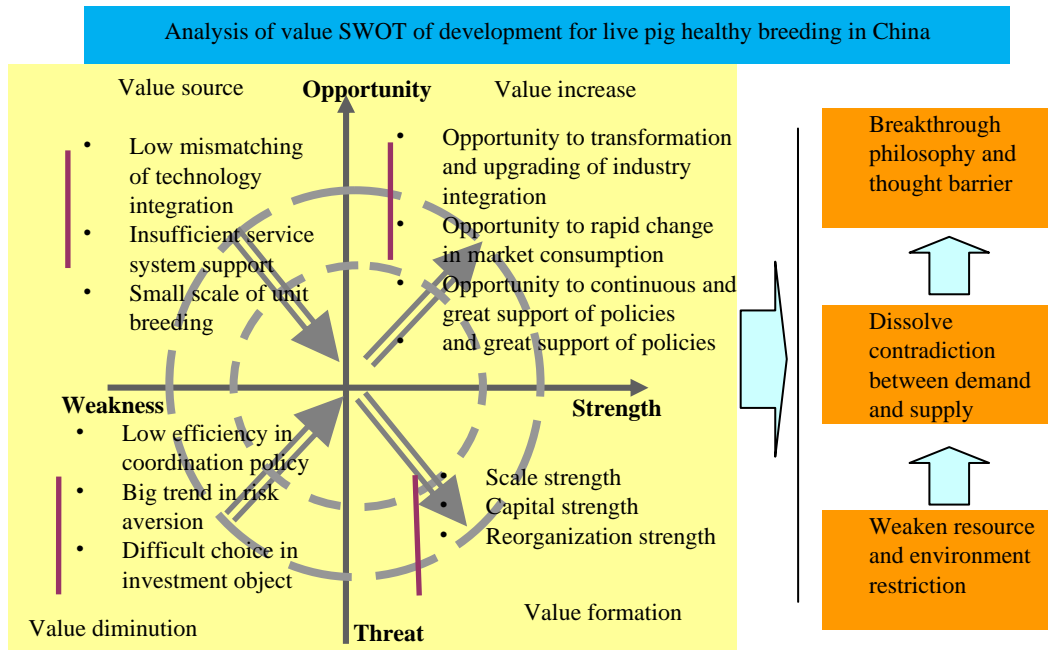 Analysis of value SWOT of development for live pig healthy breeding in China
Value source
Opportunity
Value increase
• Low mismatching
of technology
integration
• Insufficient service
system support
• Small scale of unit
breeding
• Opportunity to transformation
and upgrading of industry
integration
• Opportunity to rapid change
in market consumption
• Opportunity to continuous and
great support of policies
• and great support of policies
Weakness
Strength
• Low efficiency in
coordination policy
• Big trend in risk
aversion
• Difficult choice in
investment object
• Scale strength
• Capital strength
• Reorganization strength
Value diminution
Threat
Value formation
Breakthrough
philosophy and
thought barrier
Dissolve
contradiction
between demand
and supply
Weaken resource
and environment
restriction